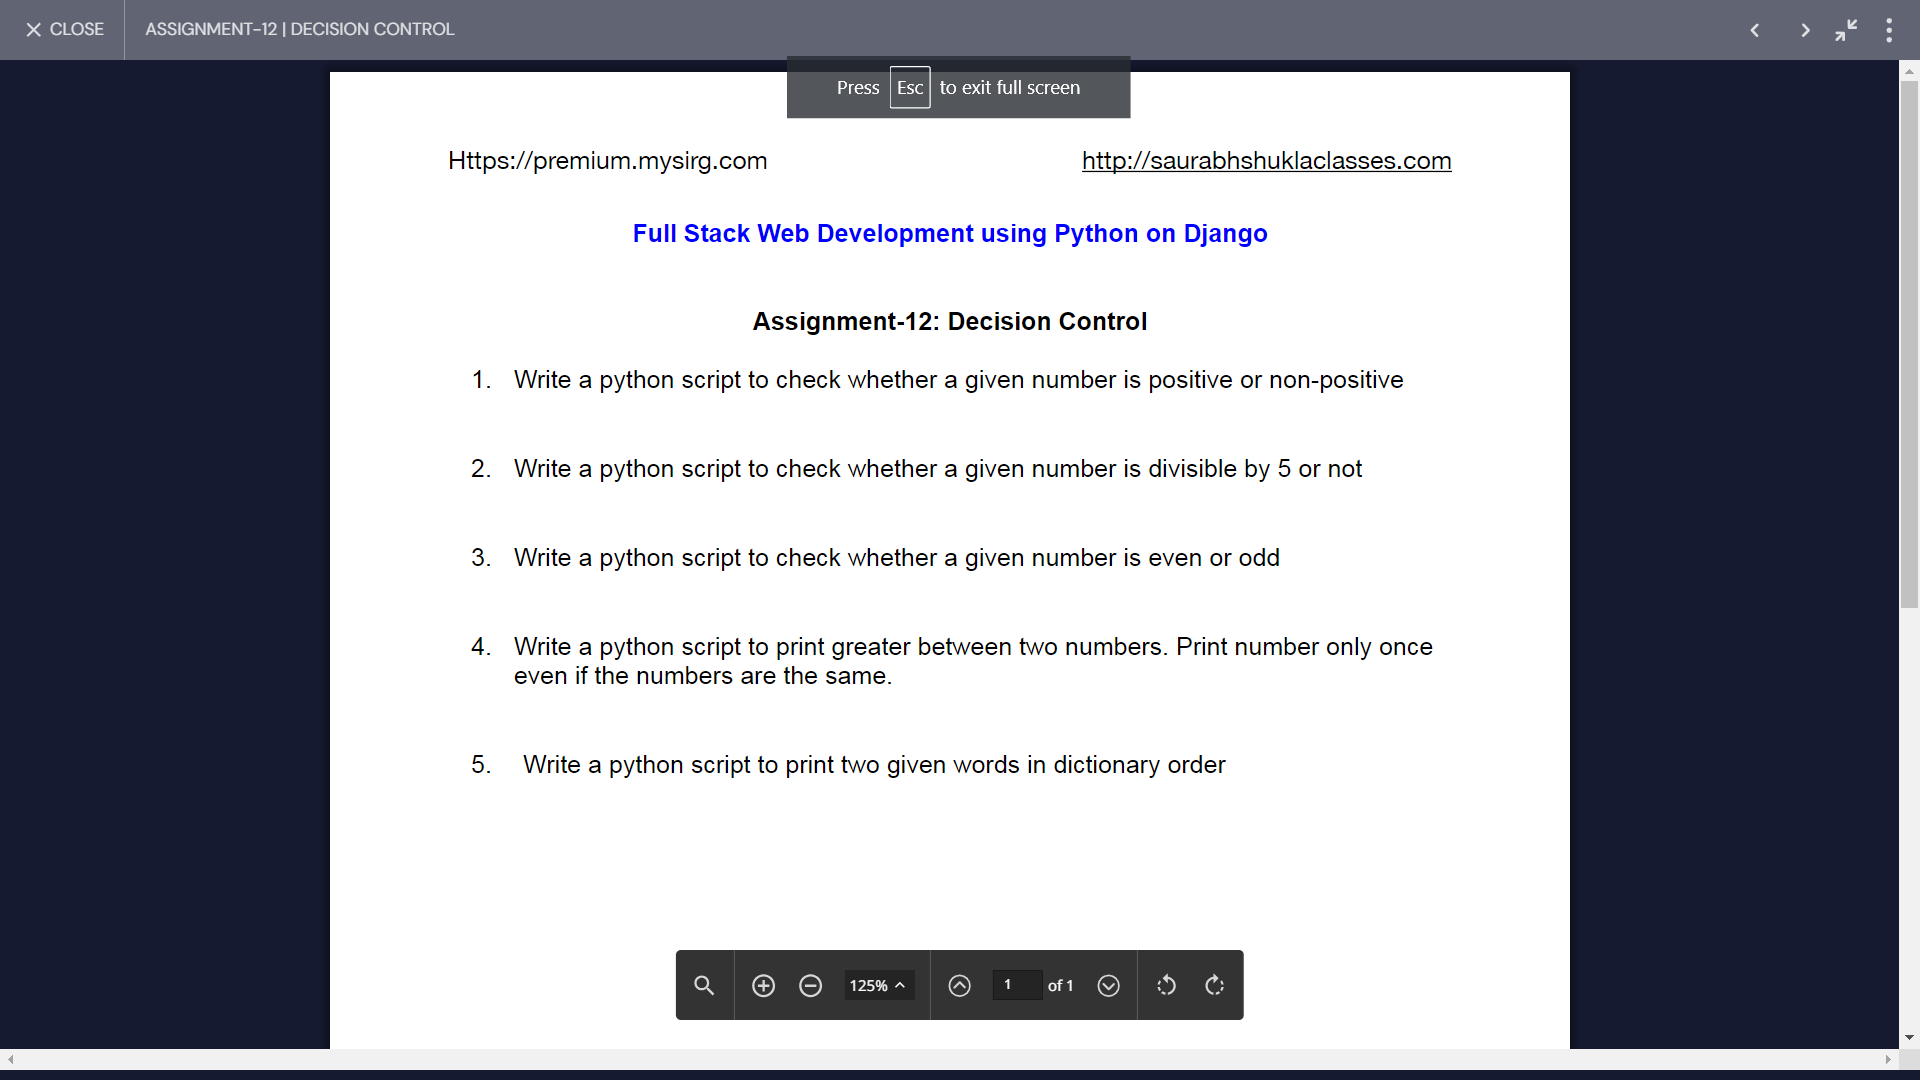 CLOSE
ASSIGNMENT-12 | DECISION CONTROL
Press Esc to exit full screen
Https://premium.mysirg.com
http://saurabhshuklaclasses.com
Full Stack Web Development using Python on Django
Assignment-12: Decision Control
1. Write a python script to check whether a given number is positive or non-positive
2. Write a python script to check whether a given number is divisible by 5 or not
3. Write a python script to check whether a given number is even or odd
4. Write a python script to print greater between two numbers. Print number only once
even if the numbers are the same.
5. Write a python script to print two given words in dictionary order
125%
1 of 1